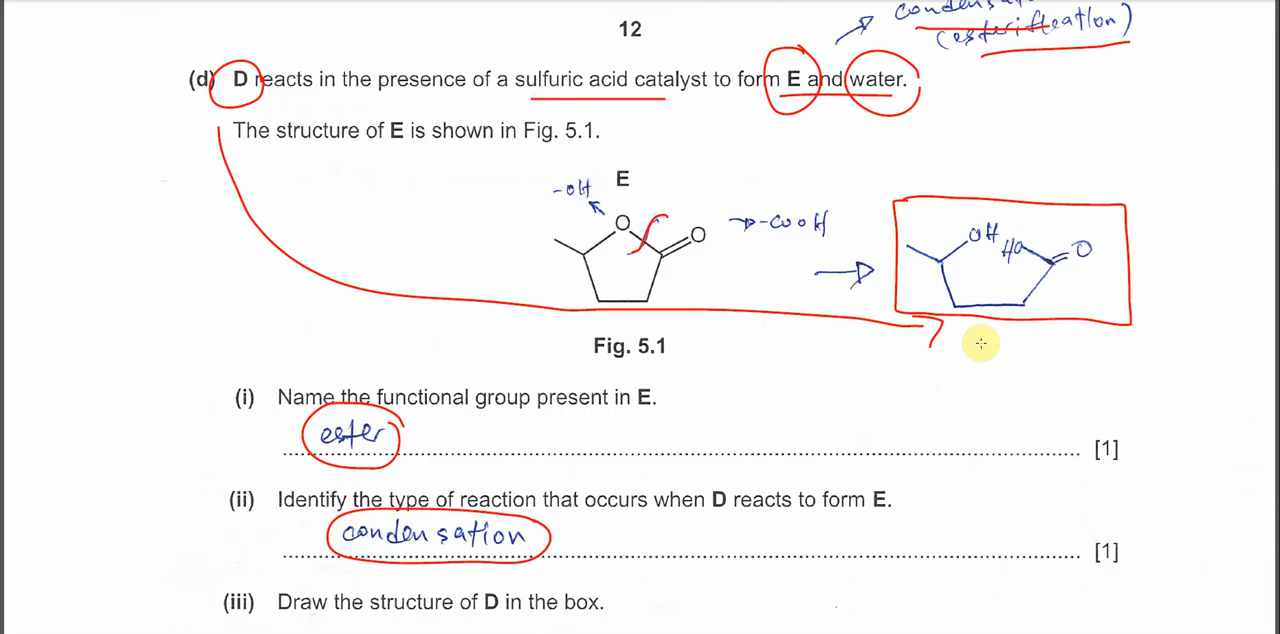 12
(esterification)
(d) D reacts in the presence of a sulfuric acid catalyst to form E and water.
The structure of E is shown in Fig. 5.1.
E
-OH
O
O
→-COOH
OH
HO
O
Fig. 5.1
(i) Name the functional group present in E.
ester
[1]
(ii) Identify the type of reaction that occurs when D reacts to form E.
condensation
[1]
(iii) Draw the structure of D in the box.